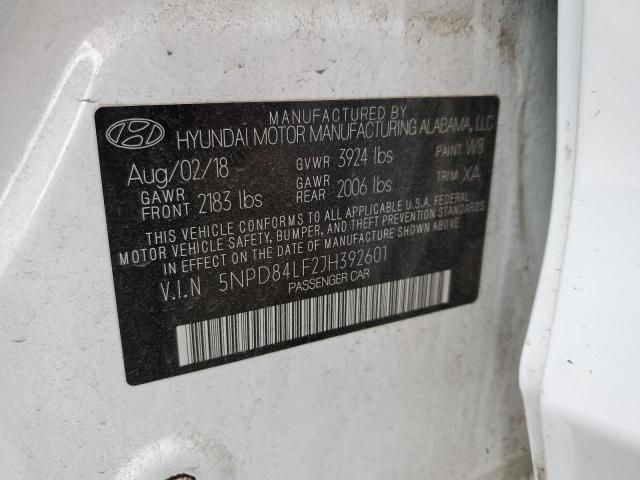 MANUFACTURED BY
HYUNDAI MOTOR MANUFACTURING ALABAMA, LLC
Aug/02/18 GVWR 3924 lbs PAINT W8
GAWR FRONT 2183 lbs GAWR REAR 2006 lbs TRIM XA
THIS VEHICLE CONFORMS TO ALL APPLICABLE U.S.A. FEDERAL
MOTOR VEHICLE SAFETY, BUMPER, AND THEFT PREVENTION STANDARDS
IN EFFECT ON THE DATE OF MANUFACTURE SHOWN ABOVE.
V.I.N 5NPD84LF2JH392601
PASSENGER CAR